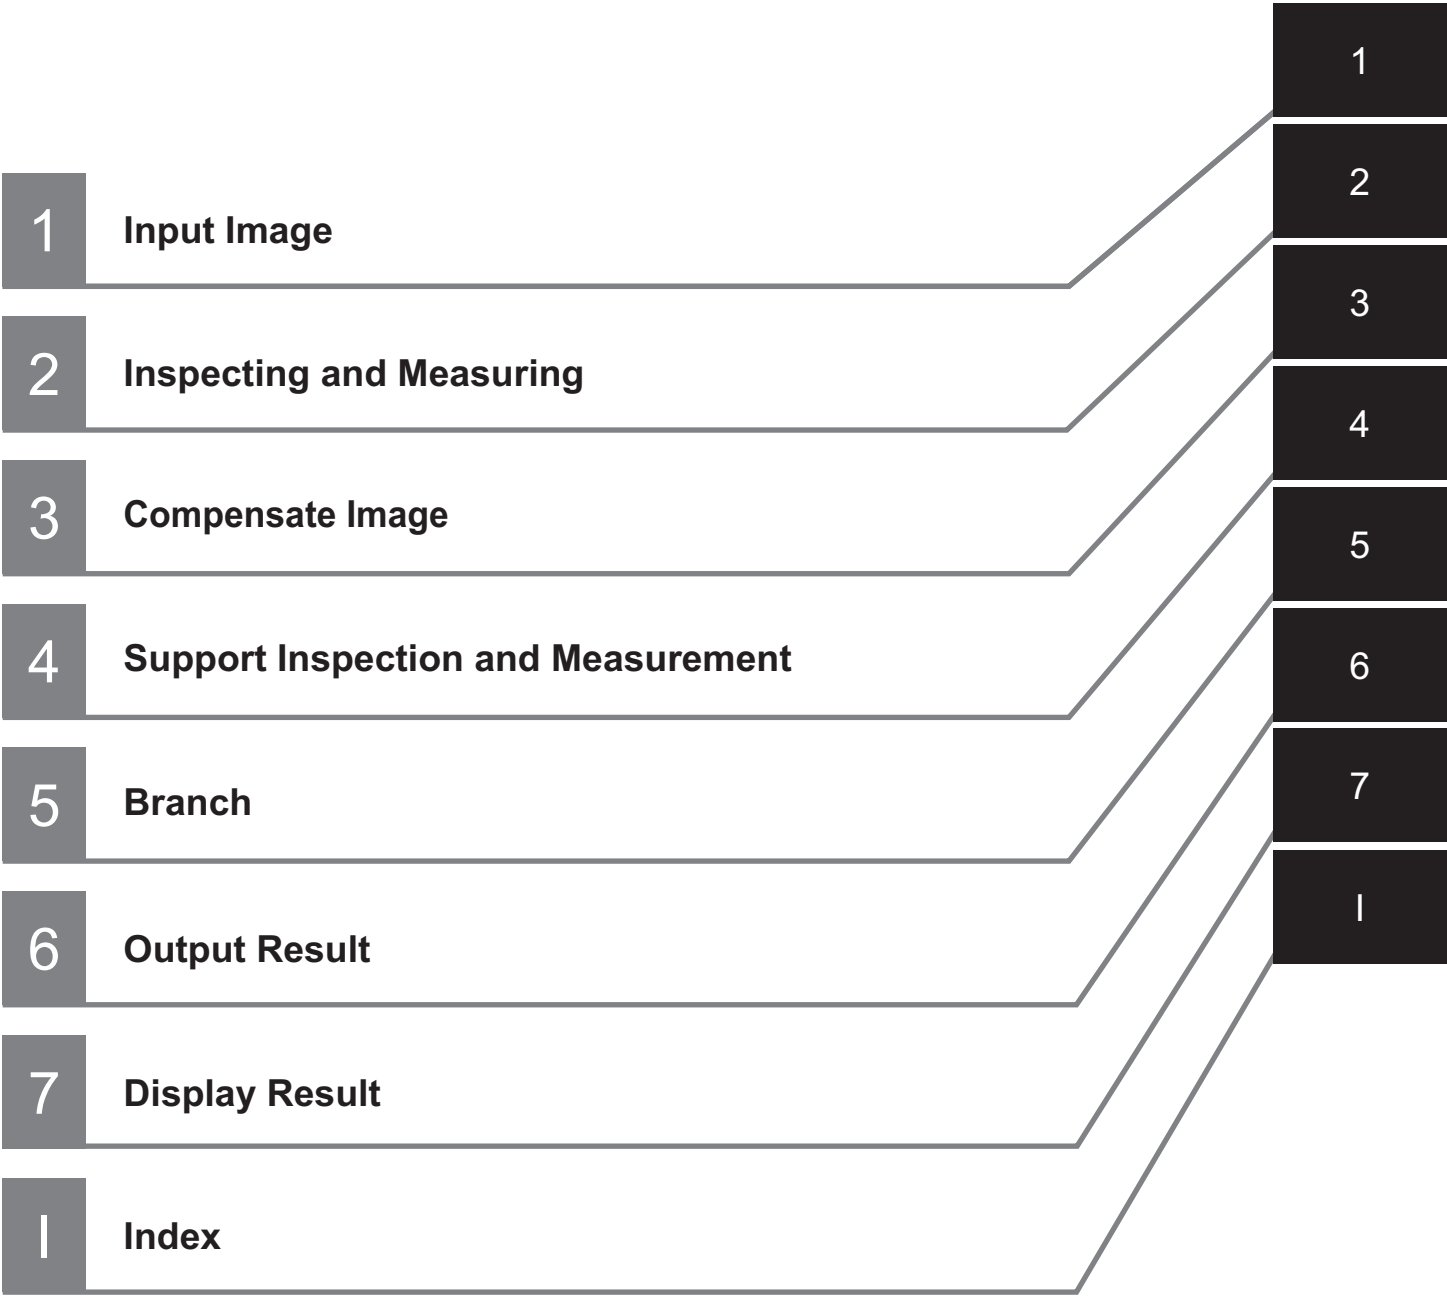 1 Input Image
2 Inspecting and Measuring
3 Compensate Image
4 Support Inspection and Measurement
5 Branch
6 Output Result
7 Display Result
I Index
1
2
3
4
5
6
7
I